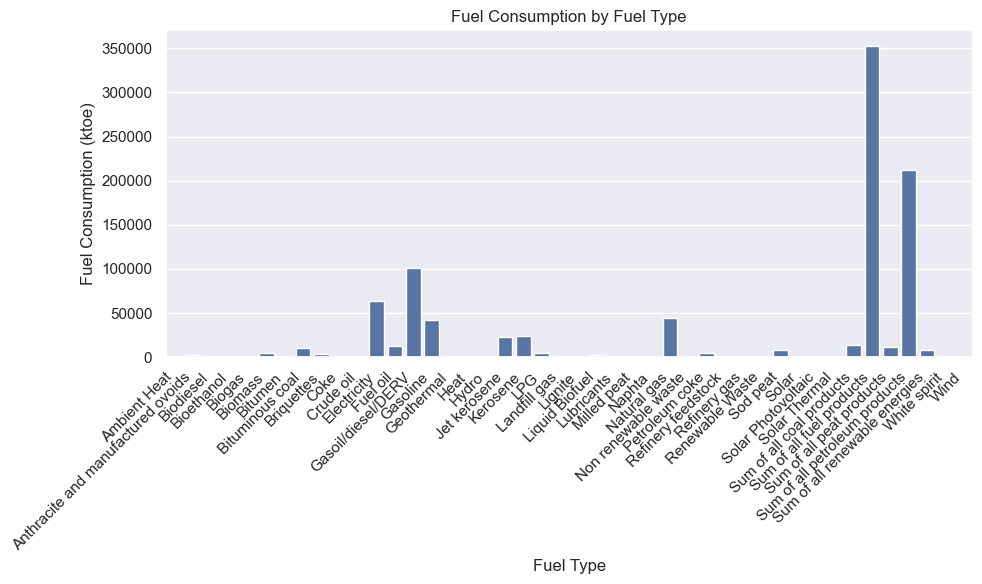 Fuel Consumption by Fuel Type
Fuel Consumption (ktoe)
350000
300000
250000
200000
150000
100000
50000
0
Ambient Heat
Anthracite and manufactured ovoids
Biodiesel
Bioethanol
Biogas
Biomass
Bitumen
Bituminous coal
Briquettes
Coke
Crude oil
Electricity
Fuel oil
Gasoil/diesel/DERV
Gasoline
Geothermal
Heat
Hydro
Jet kerosene
Kerosene
LPG
Landfill gas
Lignite
Liquid Biofuel
Lubricants
Milled peat
Naphta
Natural gas
Non renewable waste
Petroleum coke
Refinery feedstock
Refinery gas
Renewable Waste
Sod peat
Solar
Solar Photovoltaic
Solar Thermal
Sum of all coal products
Sum of all fuel products
Sum of all peat products
Sum of all petroleum products
Sum of all renewable energies
White spirit
Wind
Fuel Type